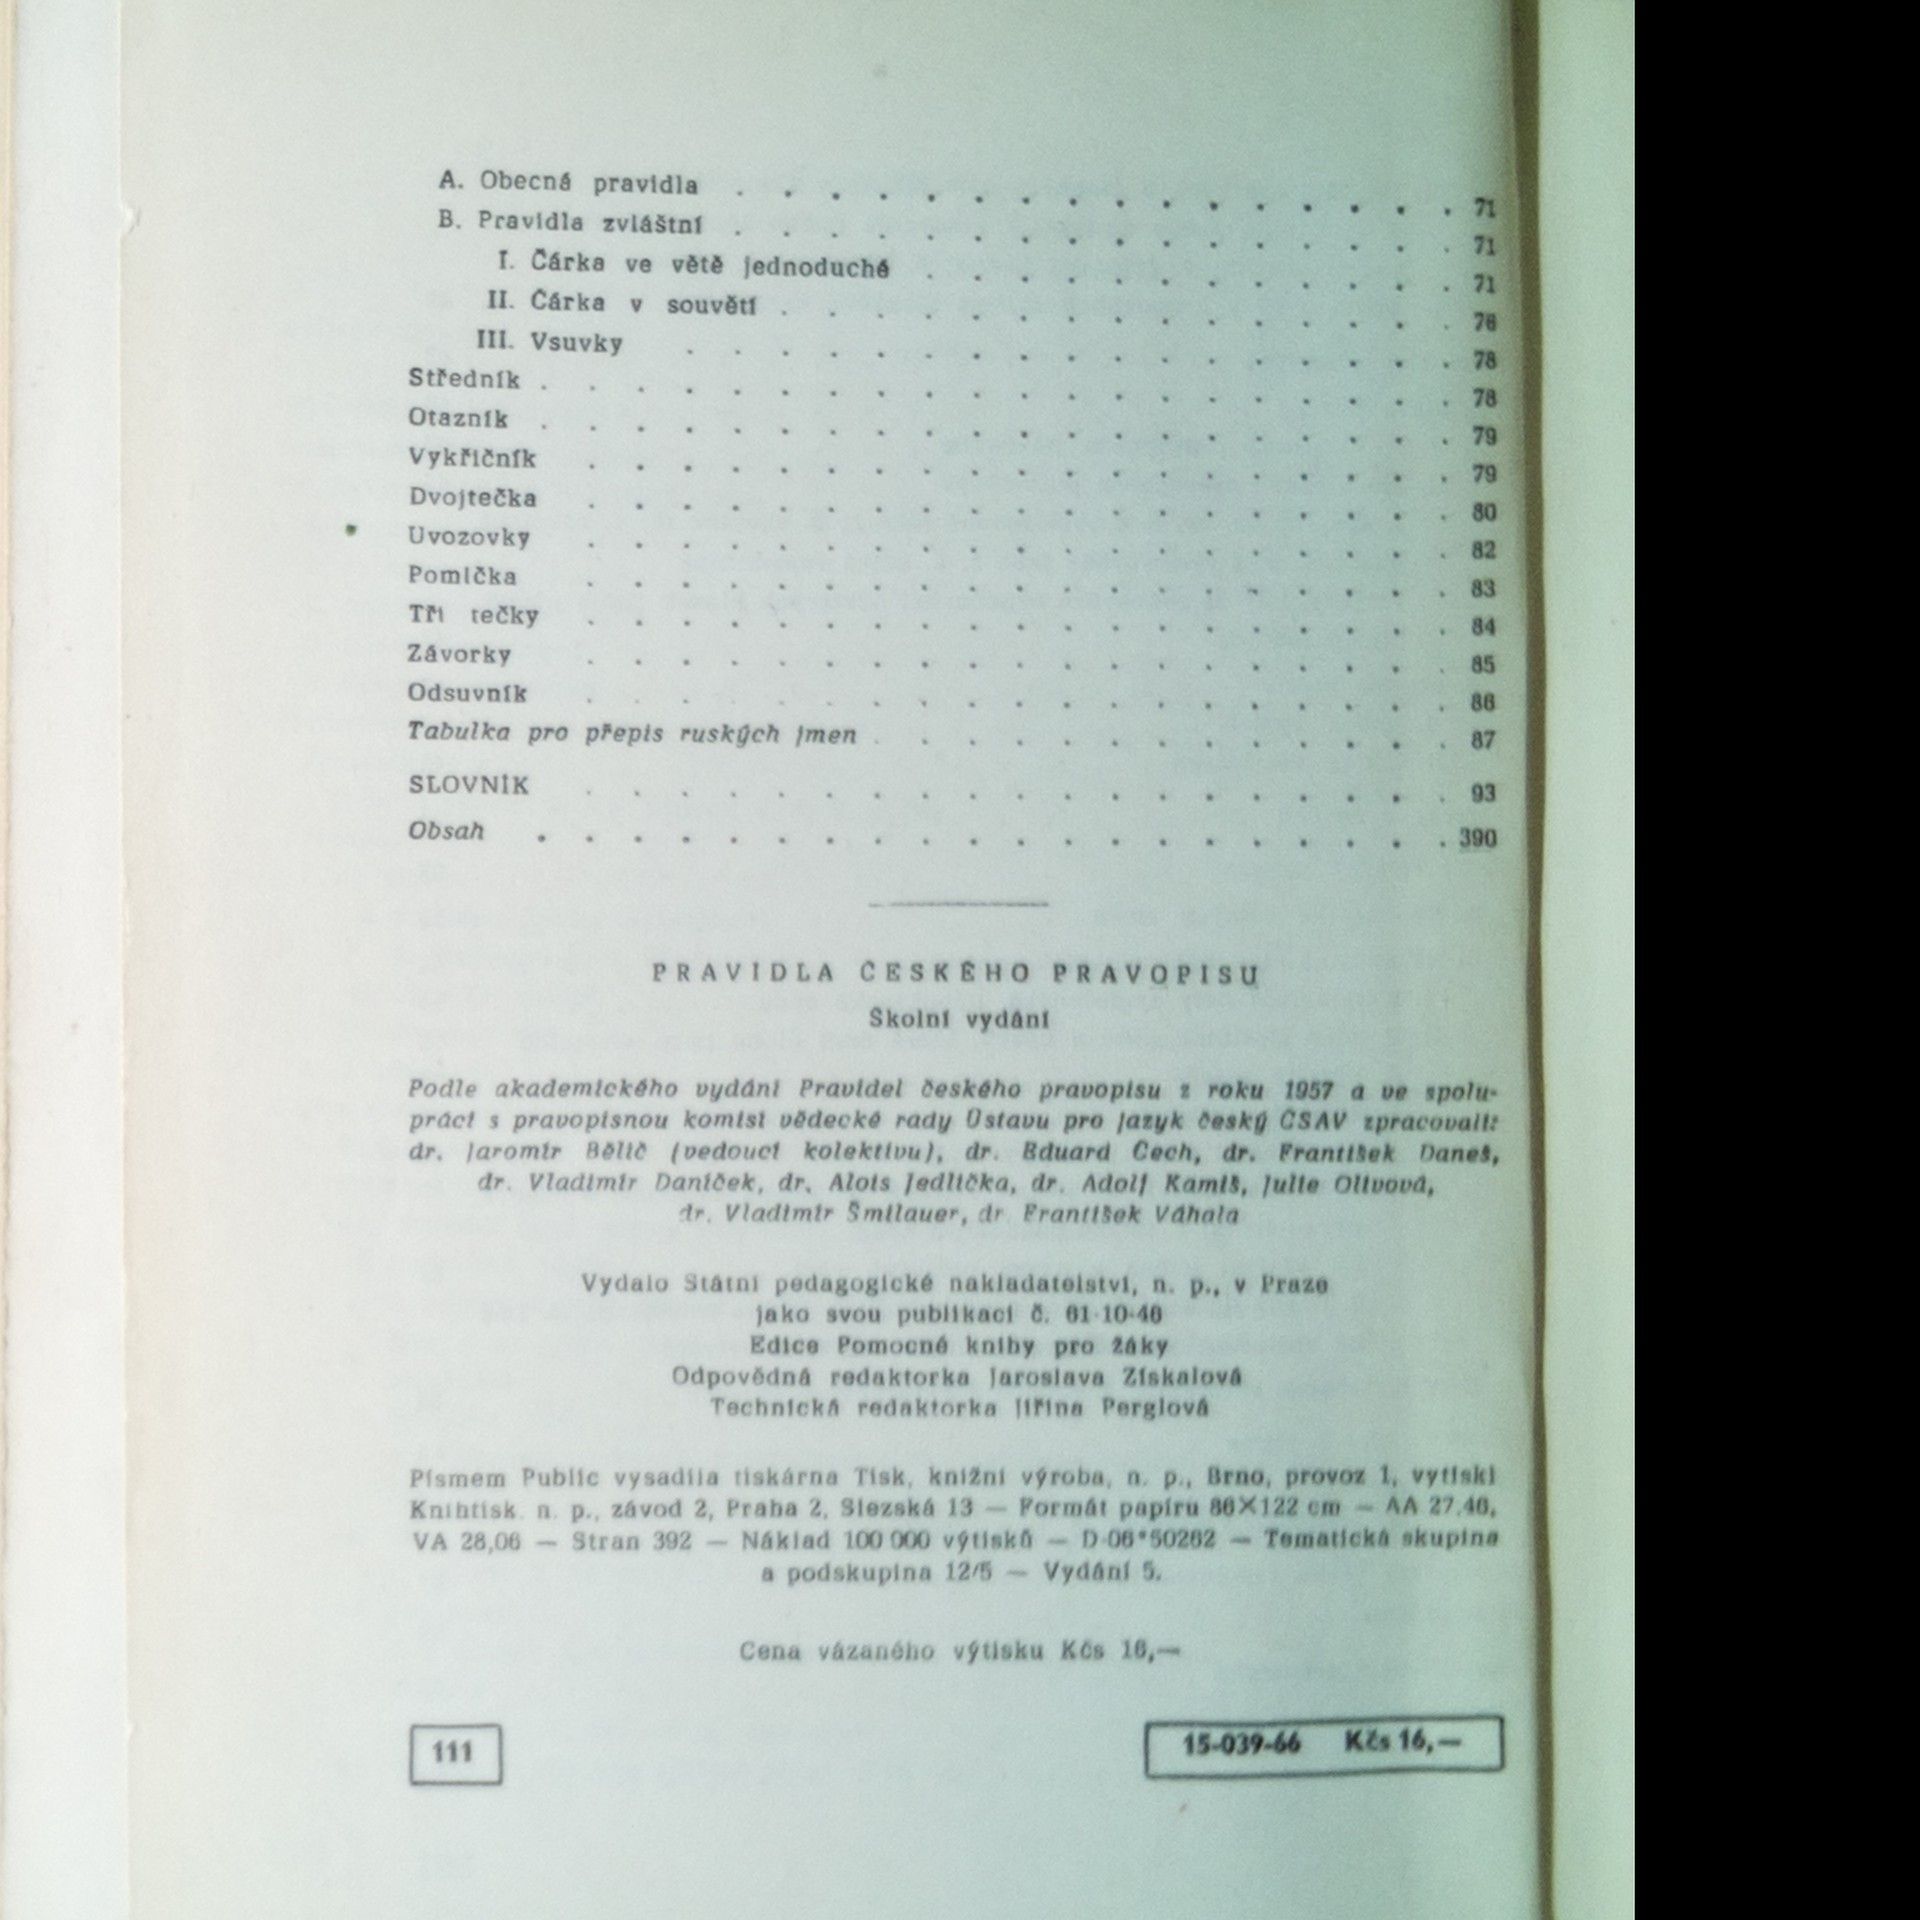 A. Obecná pravidla . . . . . . . . . . . . . . . . 71
B. Pravidla zvláštní . . . . . . . . . . . . . . . . 71
I. Čárka ve větě jednoduché . . . . . . . . . . . . 71
II. Čárka v souvětí . . . . . . . . . . . . . . . 76
III. Vsuvky . . . . . . . . . . . . . . . . . 78
Středník . . . . . . . . . . . . . . . . . . . . 78
Otazník . . . . . . . . . . . . . . . . . . . . 79
Vykřičník . . . . . . . . . . . . . . . . . . . 79
Dvojtečka . . . . . . . . . . . . . . . . . . . 80
Uvozovky . . . . . . . . . . . . . . . . . . . 82
Pomlčka . . . . . . . . . . . . . . . . . . . 83
Tři tečky . . . . . . . . . . . . . . . . . . . 84
Závorky . . . . . . . . . . . . . . . . . . . 85
Odsuvník . . . . . . . . . . . . . . . . . . . 86
Tabulka pro přepis ruských jmen . . . . . . . . . . . . . 87
SLOVNÍK . . . . . . . . . . . . . . . . . . . 93
Obsah . . . . . . . . . . . . . . . . . . . . 390
PRAVIDLA ČESKÉHO PRAVOPISU
Školní vydání
Podle akademického vydání Pravidel českého pravopisu z roku 1957 a ve spolu-
práci s pravopisnou komisí vědecké rady Ústavu pro jazyk český ČSAV zpracovali:
dr. Jaromír Bělič (vedoucí kolektivu), dr. Eduard Čech, dr. František Daneš,
dr. Vladimír Daníček, dr. Alois Jedlička, dr. Adolf Kamiš, Julie Olivová,
dr. Vladimír Šmilauer, dr. František Váhala
Vydalo Státní pedagogické nakladatelství, n. p., v Praze
jako svou publikaci č. 61-10-46
Edice Pomocné knihy pro žáky
Odpovědná redaktorka Jaroslava Získalová
Technická redaktorka Jiřina Perglová
Písmem Public vysadila tiskárna Tisk, knižní výroba, n. p., Brno, provoz 1, vytiskl
Knihtisk n. p., závod 2, Praha 2, Slezská 13 — Formát papíru 86×122 cm — AA 27,46,
VA 28,06 — Stran 392 — Náklad 100 000 výtisků — D-06*50262 — Tematická skupina
a podskupina 12/5 — Vydání 5.
Cena vázaného výtisku Kčs 16,—
111
15-039-66 Kčs 16,—